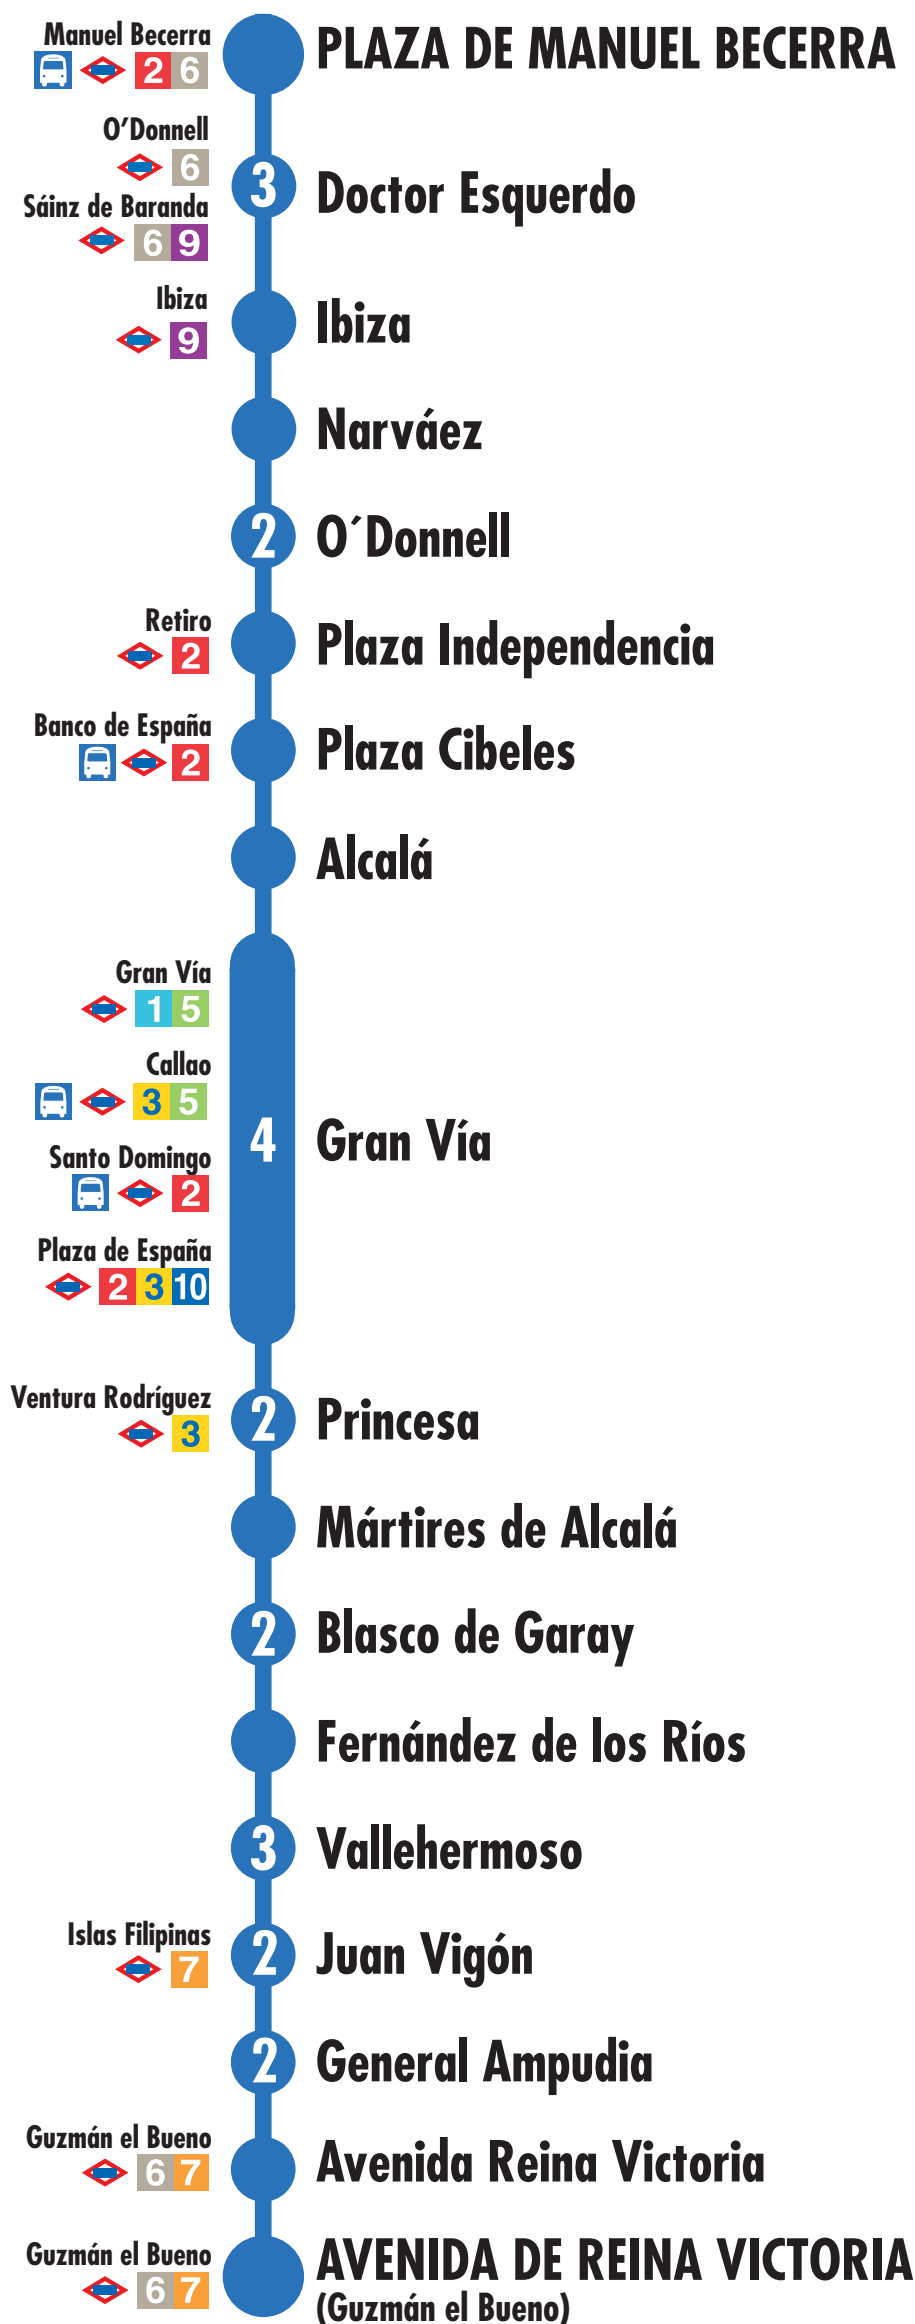 Manuel Becerra
2 6
PLAZA DE MANUEL BECERRA
O'Donnell
6
Sáinz de Baranda
6 9
3
Doctor Esquerdo
Ibiza
9
Ibiza
Narváez
2
O´Donnell
Retiro
2
Plaza Independencia
Banco de España
2
Plaza Cibeles
Alcalá
Gran Vía
1 5
Callao
3 5
Santo Domingo
2
Plaza de España
2 3 10
4
Gran Vía
Ventura Rodríguez
3
2
Princesa
Mártires de Alcalá
2
Blasco de Garay
Fernández de los Ríos
3
Vallehermoso
Islas Filipinas
7
2
Juan Vigón
2
General Ampudia
Guzmán el Bueno
6 7
Avenida Reina Victoria
Guzmán el Bueno
6 7
AVENIDA DE REINA VICTORIA
(Guzmán el Bueno)